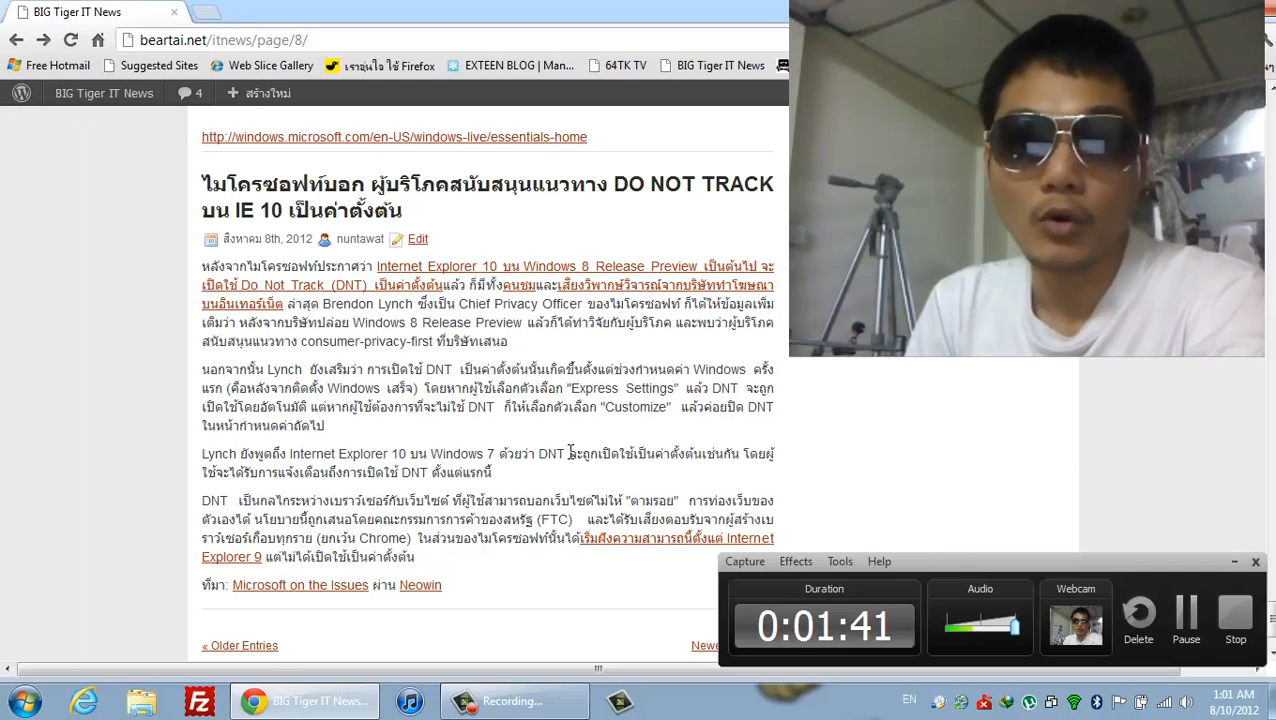 BIG Tiger IT News
beartai.net/itnews/page/8/
Free Hotmail
Suggested Sites
Web Slice Gallery
เราอุ่นใจ ใช้ Firefox
EXTEEN BLOG | Man...
64TK TV
BIG Tiger IT News
BIG Tiger IT News
4
สร้างใหม่
http://windows.microsoft.com/en-US/windows-live/essentials-home
ไมโครซอฟท์บอก ผู้บริโภคสนับสนุนแนวทาง DO NOT TRACK
บน IE 10 เป็นค่าตั้งต้น
สิงหาคม 8th, 2012 nuntawat Edit
หลังจากไมโครซอฟท์ประกาศว่า Internet Explorer 10 บน Windows 8 Release Preview เป็นต้นไป จะ
เปิดใช้ Do Not Track (DNT) เป็นค่าตั้งต้นแล้ว ก็มีทั้งคนชมและเสียงวิพากษ์วิจารณ์จากบริษัททำโฆษณา
บนอินเทอร์เน็ต ล่าสุด Brendon Lynch ซึ่งเป็น Chief Privacy Officer ของไมโครซอฟท์ ก็ได้ให้ข้อมูลเพิ่ม
เติมว่า หลังจากบริษัทปล่อย Windows 8 Release Preview แล้วก็ได้ทำวิจัยกับผู้บริโภค และพบว่าผู้บริโภค
สนับสนุนแนวทาง consumer-privacy-first ที่บริษัทเสนอ
นอกจากนั้น Lynch ยังเสริมว่า การเปิดใช้ DNT เป็นค่าตั้งต้นนั้นเกิดขึ้นตั้งแต่ช่วงกำหนดค่า Windows ครั้ง
แรก (คือหลังจากติดตั้ง Windows เสร็จ) โดยหากผู้ใช้เลือกตัวเลือก "Express Settings" แล้ว DNT จะถูก
เปิดใช้โดยอัตโนมัติ แต่หากผู้ใช้ต้องการที่จะไม่ใช้ DNT ก็ให้เลือกตัวเลือก "Customize" แล้วค่อยปิด DNT
ในหน้ากำหนดค่าถัดไป
Lynch ยังพูดถึง Internet Explorer 10 บน Windows 7 ด้วยว่า DNT จะถูกเปิดใช้เป็นค่าตั้งต้นเช่นกัน โดยผู้
ใช้จะได้รับการแจ้งเตือนถึงการเปิดใช้ DNT ตั้งแต่แรกนี้
DNT เป็นกลไกระหว่างเบราว์เซอร์กับเว็บไซต์ ที่ผู้ใช้สามารถบอกเว็บไซต์ไม่ให้ "ตามรอย" การท่องเว็บของ
ตัวเองได้ นโยบายนี้ถูกเสนอโดยคณะกรรมการการค้าของสหรัฐ (FTC) และได้รับเสียงตอบรับจากผู้สร้างเบ
ราว์เซอร์เกือบทุกราย (ยกเว้น Chrome) ในส่วนของไมโครซอฟท์นั้นได้เริ่มฝังความสามารถนี้ตั้งแต่ Internet
Explorer 9 แต่ไม่ได้เปิดใช้เป็นค่าตั้งต้น
ที่มา: Microsoft on the Issues ผ่าน Neowin
« Older Entries
Newe
Capture Effects Tools Help
Duration
0:01:41
Audio
Webcam
Delete
Pause
Stop
BIG Tiger IT News...
Recording...
EN
1:01 AM
8/10/2012